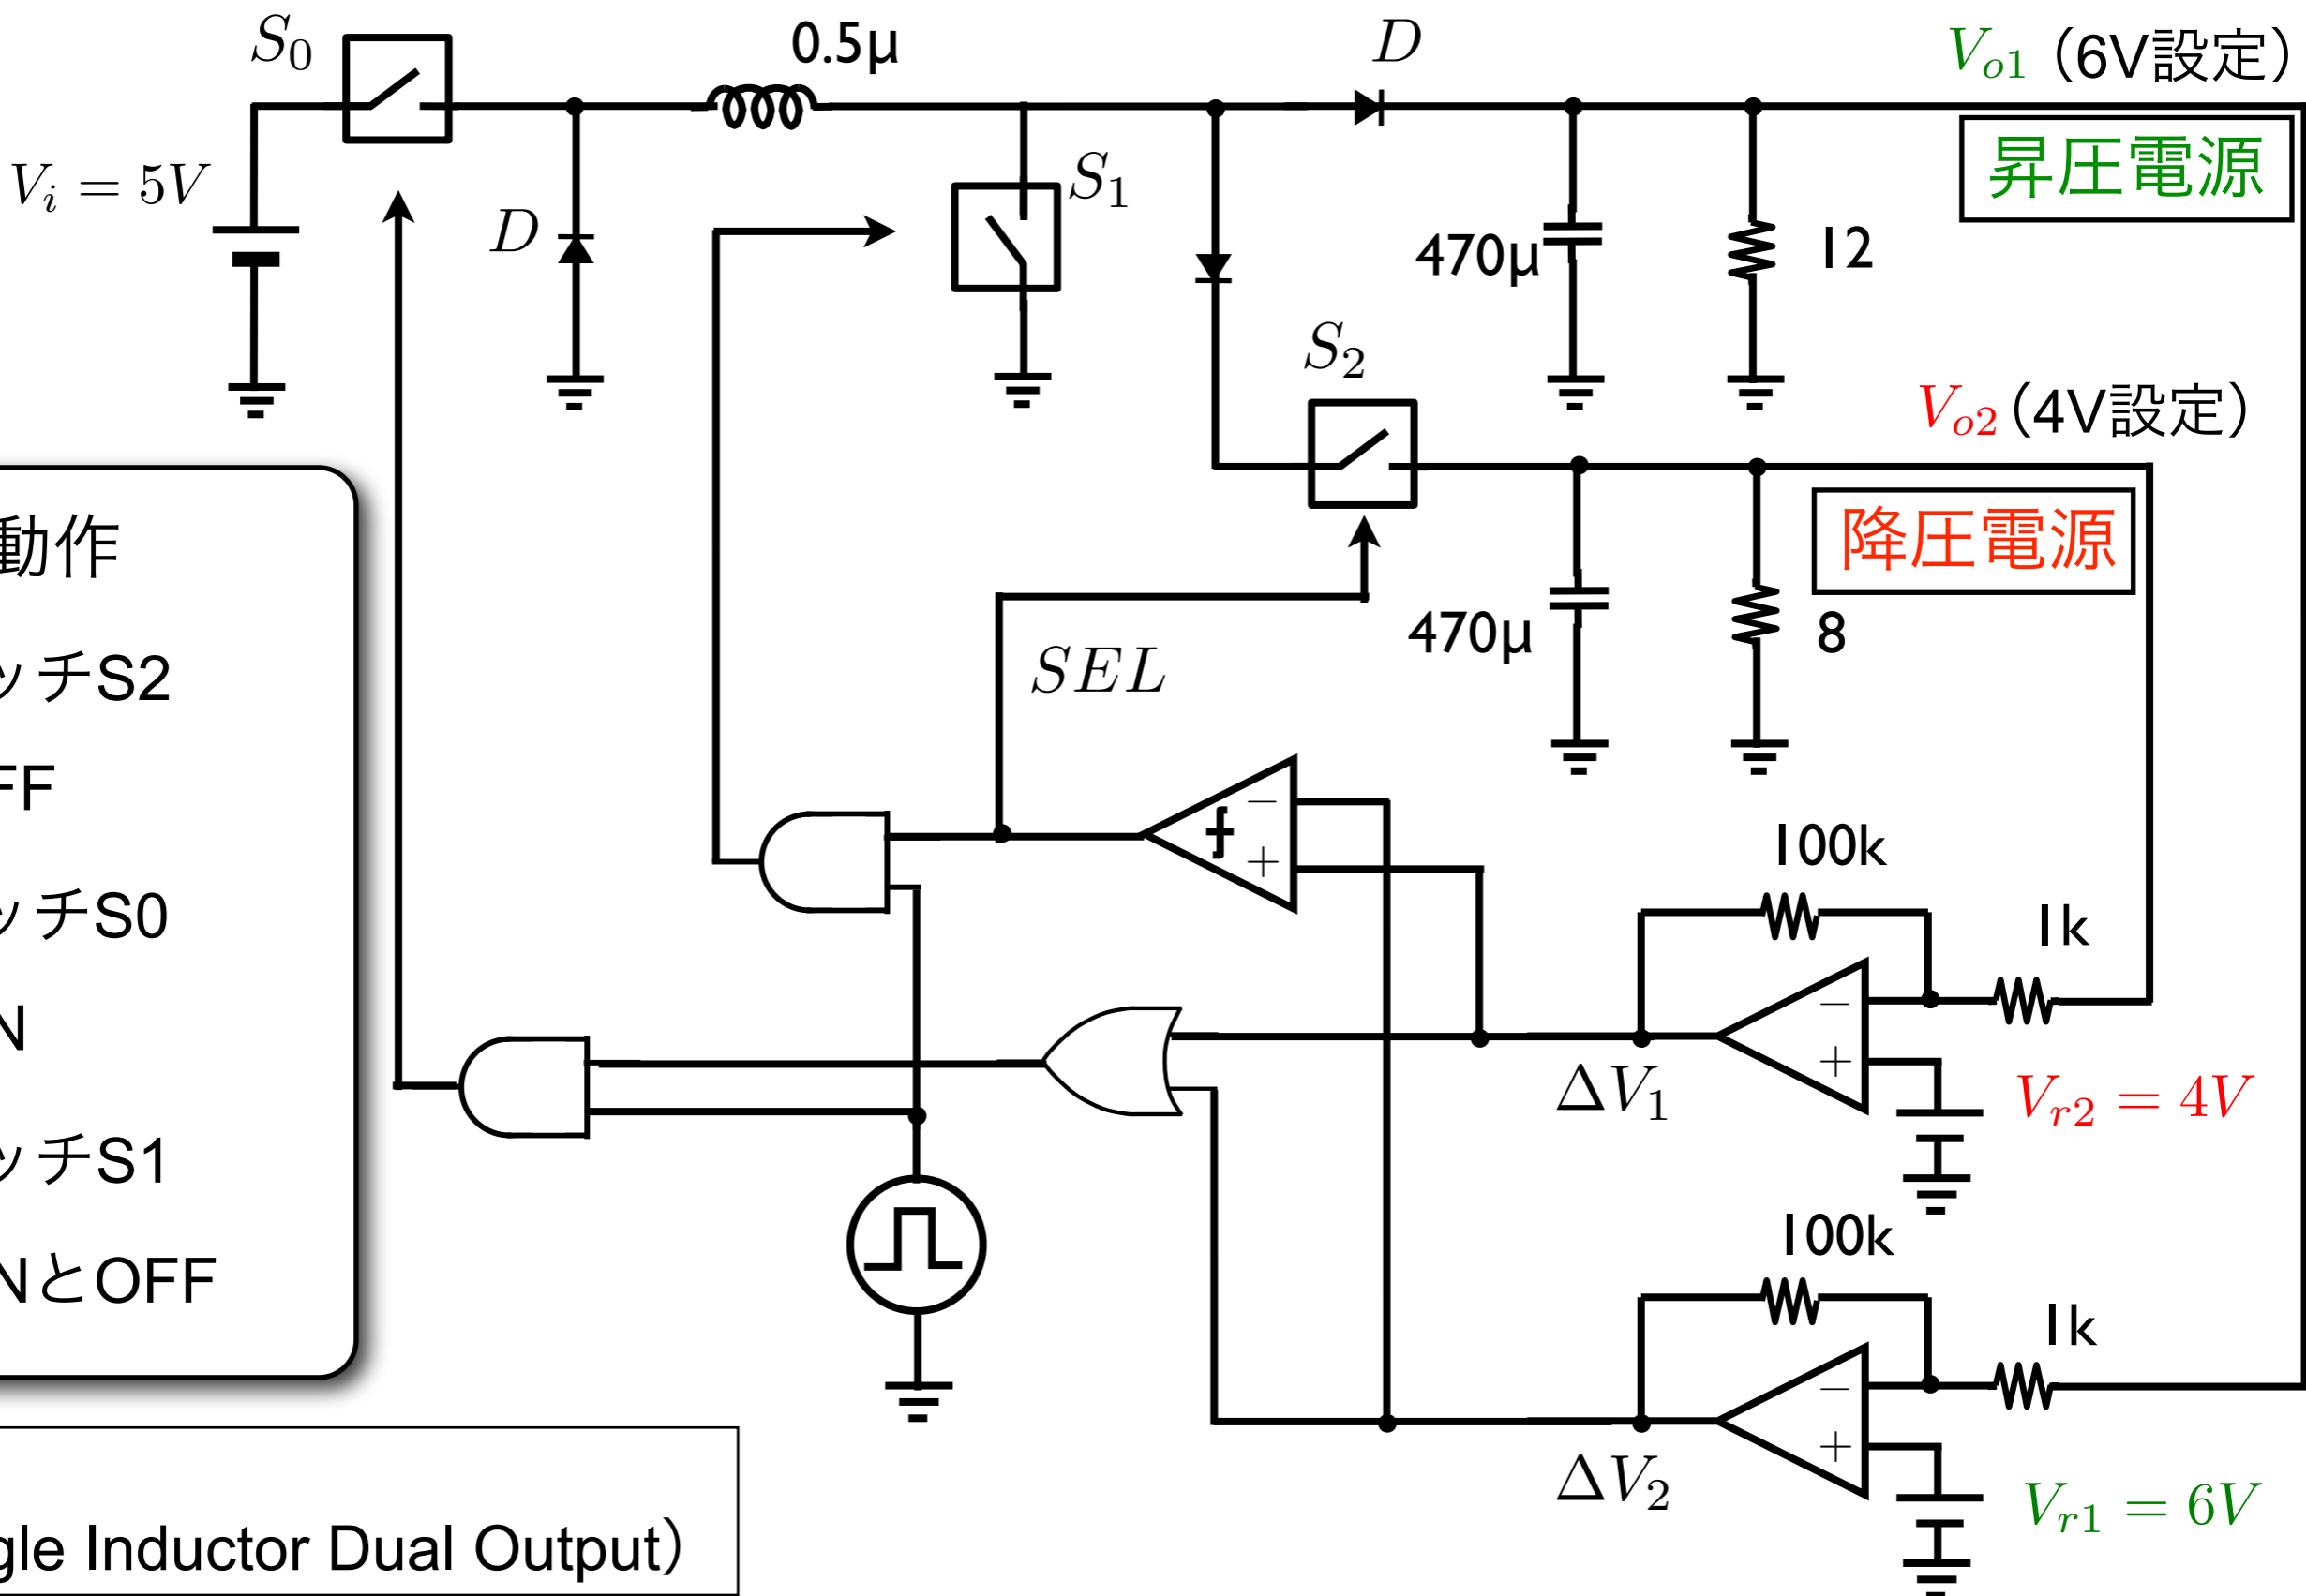 S0
0.5μ
D
Vo1（6V設定）
昇圧電源
Vi = 5V
D
S1
470μ
12
S2
Vo2（4V設定）
降圧電源
470μ
8
SEL
動作
ッチS2
FF
ッチS0
N
ッチS1
NとOFF
−
+
100k
1k
−
+
ΔV1
Vr2 = 4V
100k
1k
−
+
ΔV2
Vr1 = 6V
gle Inductor Dual Output）